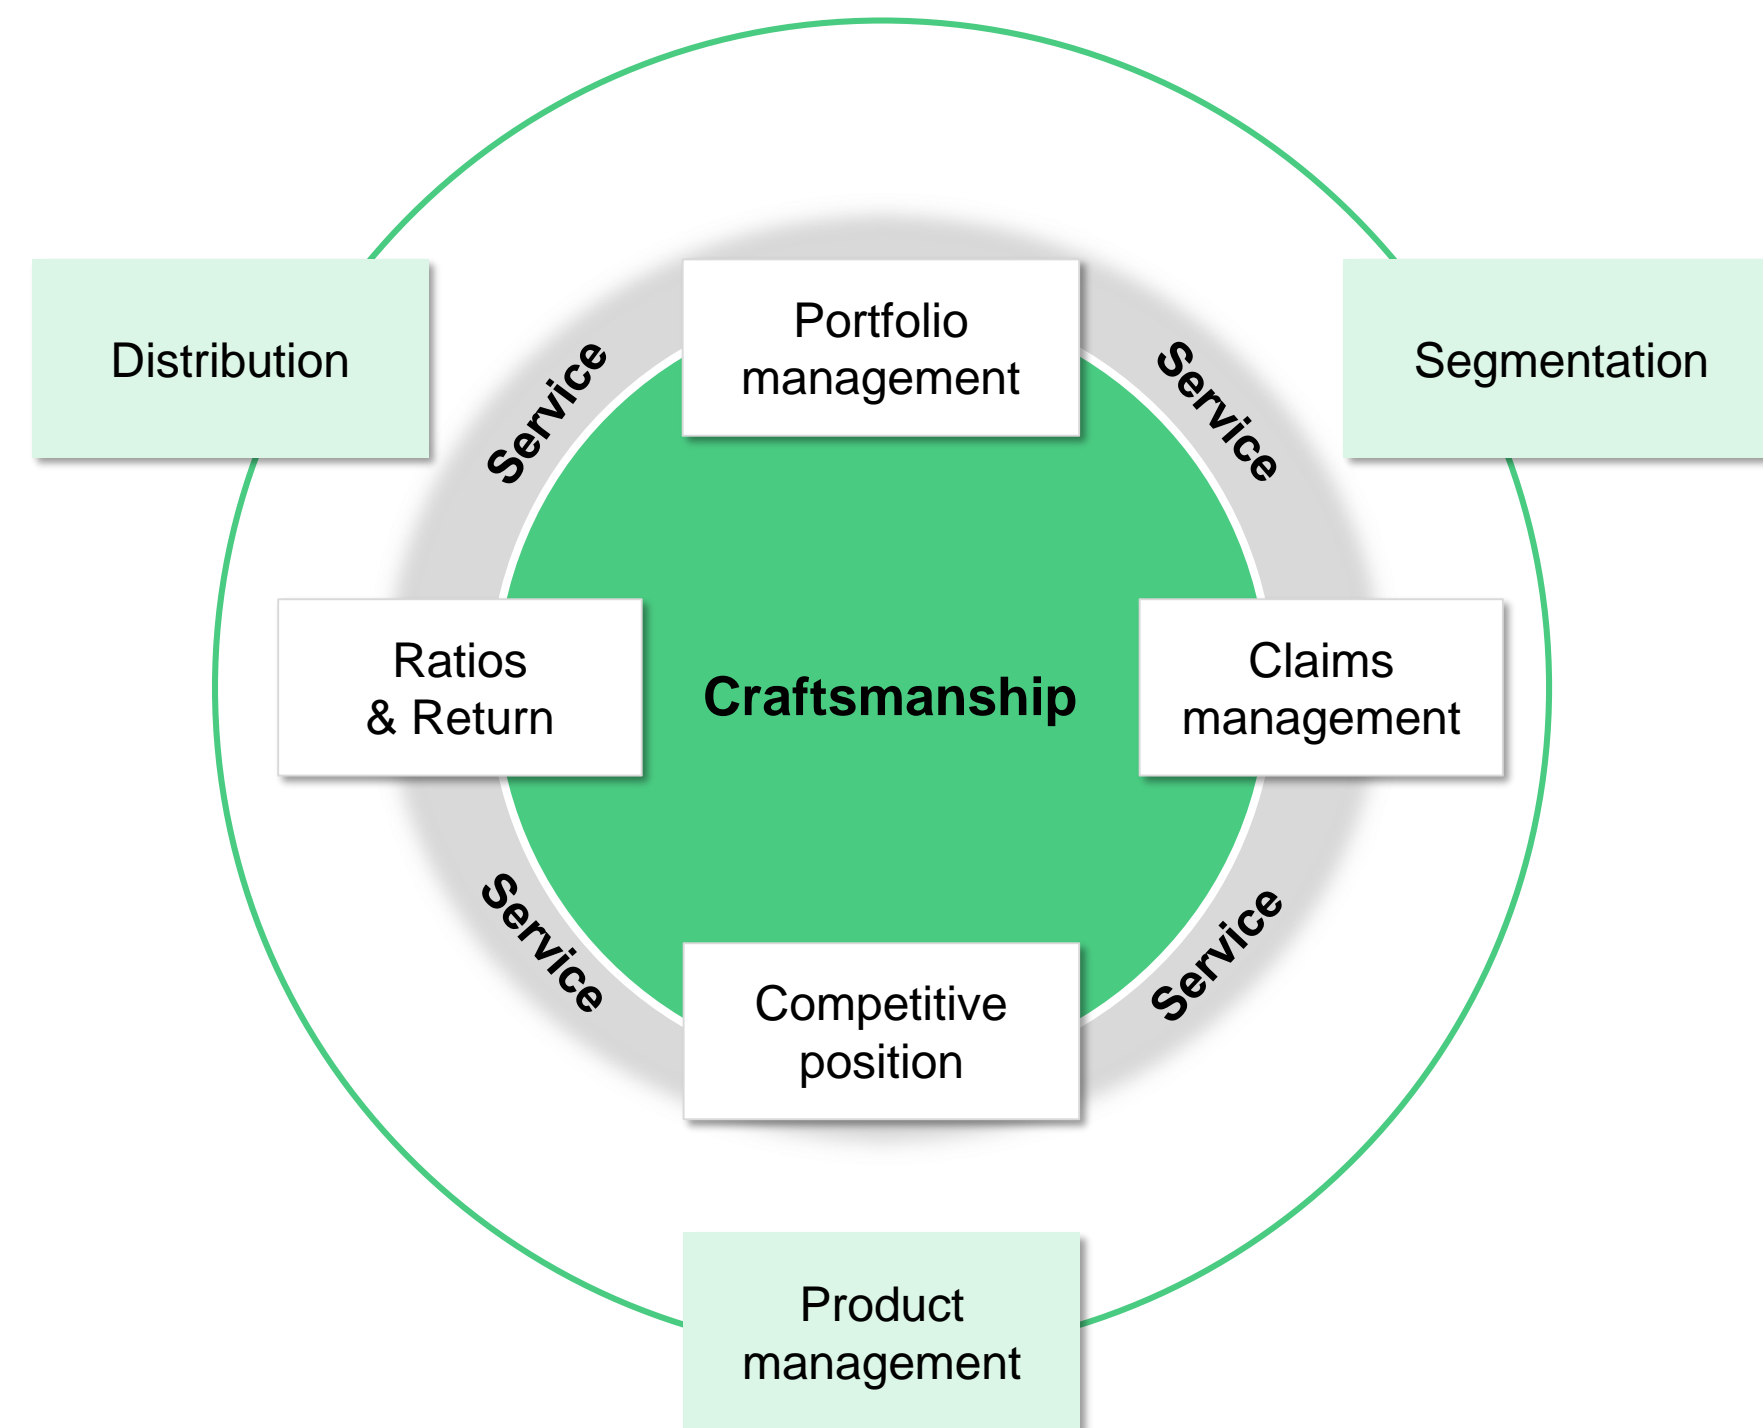 Distribution
Service
Portfolio
management
Service
Segmentation
Ratios
& Return
Craftsmanship
Claims
management
Service
Competitive
position
Service
Product
management